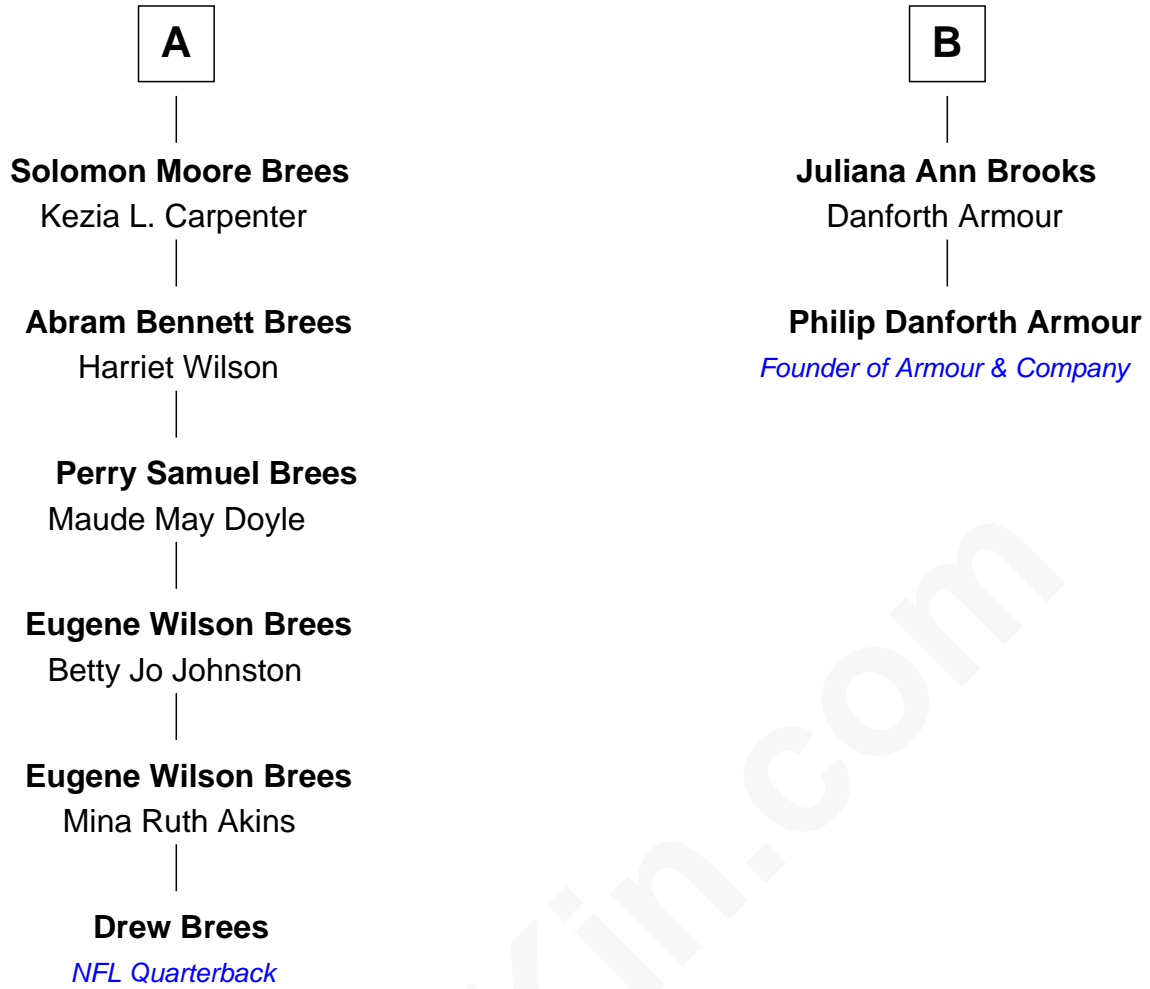 A
Solomon Moore Brees
Kezia L. Carpenter
Abram Bennett Brees
Harriet Wilson
Perry Samuel Brees
Maude May Doyle
Eugene Wilson Brees
Betty Jo Johnston
Eugene Wilson Brees
Mina Ruth Akins
Drew Brees
NFL Quarterback
B
Juliana Ann Brooks
Danforth Armour
Philip Danforth Armour
Founder of Armour & Company
Kin.com